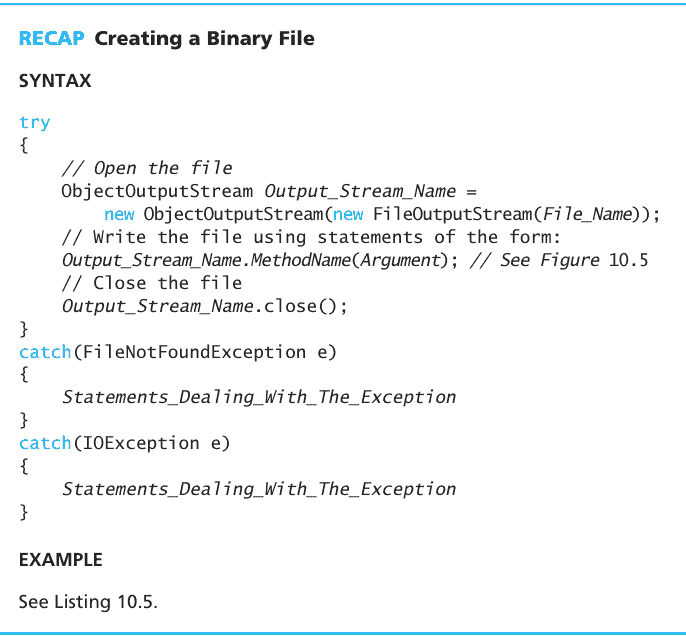 RECAP Creating a Binary File
SYNTAX
try
{
// Open the file
ObjectOutputStream Output_Stream_Name =
new ObjectOutputStream(new FileOutputStream(File_Name));
// Write the file using statements of the form:
Output_Stream_Name.MethodName(Argument); // See Figure 10.5
// Close the file
Output_Stream_Name.close();
}
catch(FileNotFoundException e)
{
Statements_Dealing_With_The_Exception
}
catch(IOException e)
{
Statements_Dealing_With_The_Exception
}
EXAMPLE
See Listing 10.5.